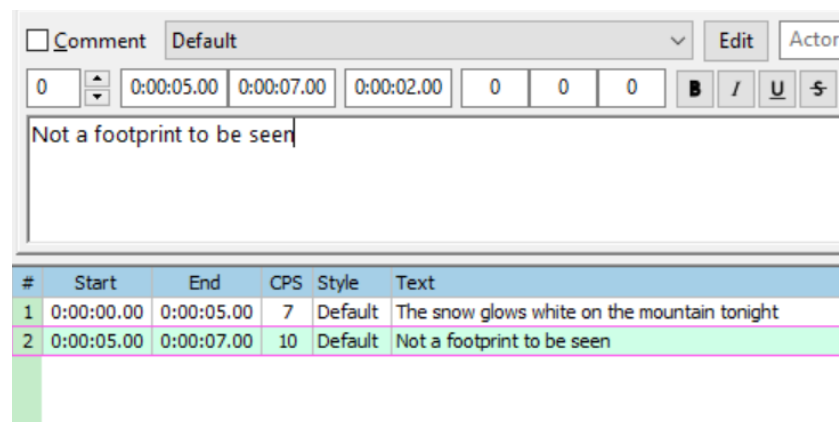 Comment Default Edit Actor
0 0:00:05.00 0:00:07.00 0:00:02.00 0 0 0 B I U S
Not a footprint to be seen
# Start End CPS Style Text
1 0:00:00.00 0:00:05.00 7 Default The snow glows white on the mountain tonight
2 0:00:05.00 0:00:07.00 10 Default Not a footprint to be seen